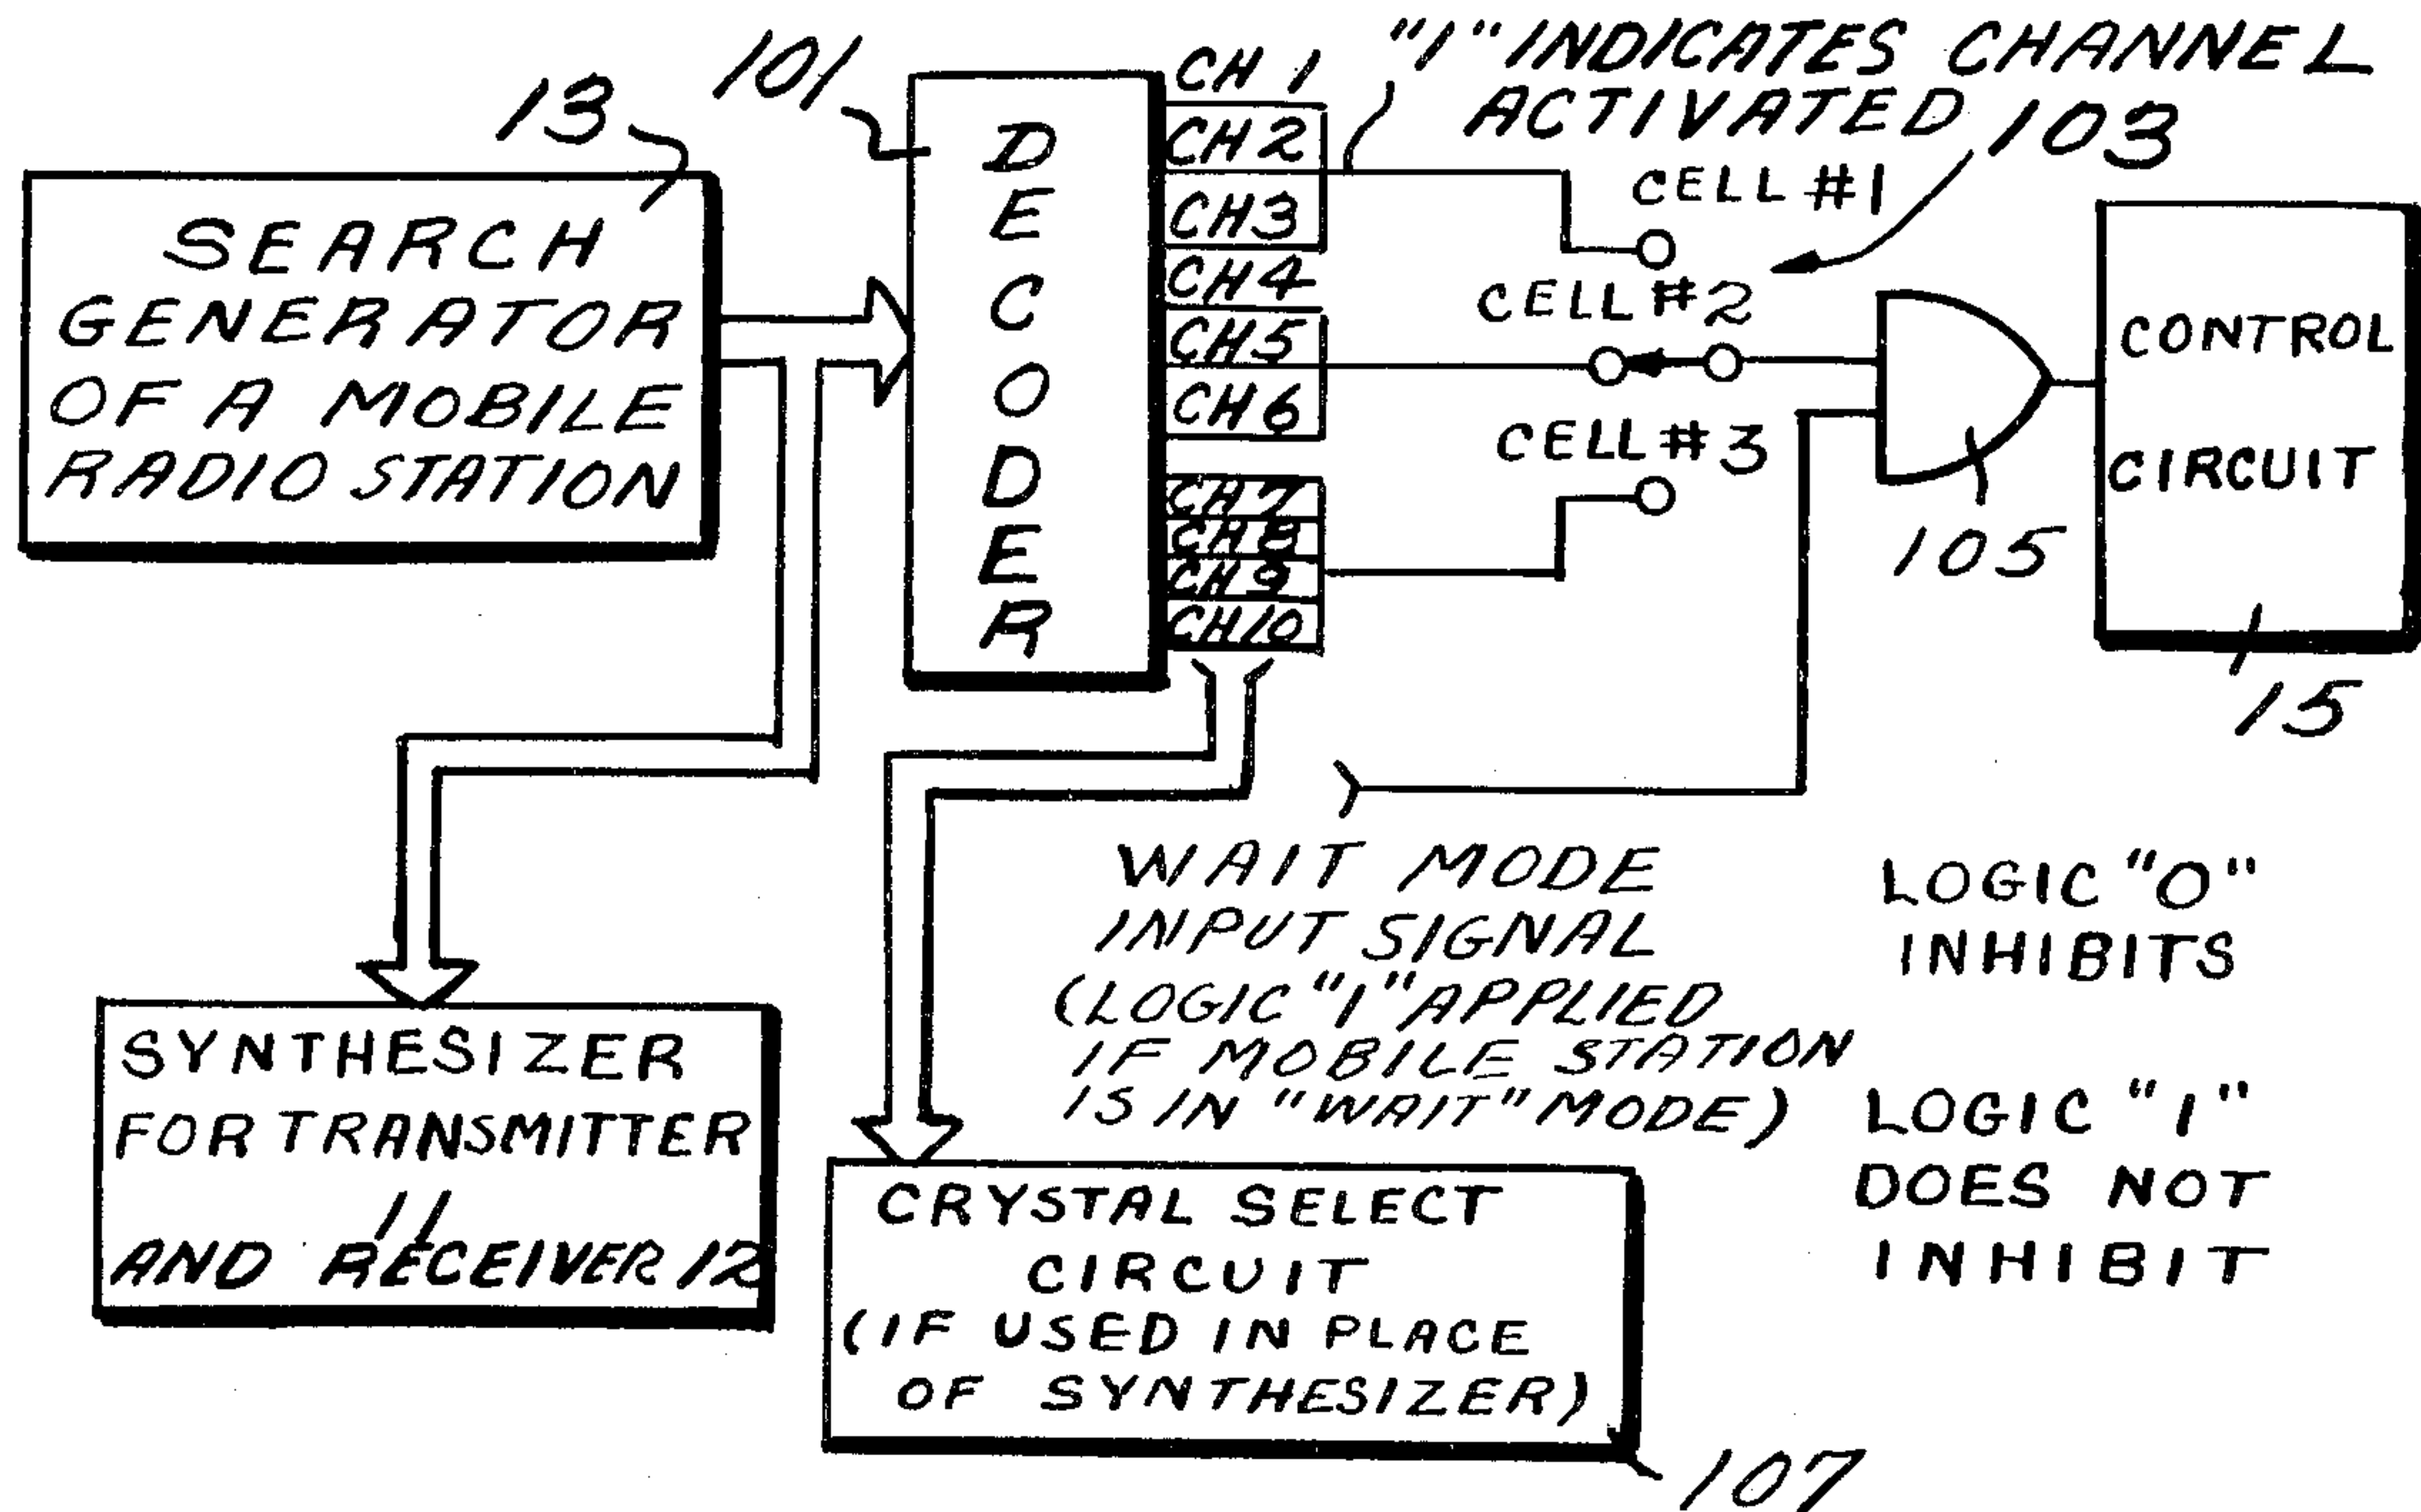 13
101
"1" INDICATES CHANNEL
ACTIVATED
103
SEARCH
GENERATOR
OF A MOBILE
RADIO STATION
DECODER
CH 1
CH2
CH3
CH4
CH5
CH6
CH7
CH8
CH9
CH10
CELL #1
CELL #2
CELL #3
105
CONTROL
CIRCUIT
15
WAIT MODE
INPUT SIGNAL
(LOGIC "1" APPLIED
IF MOBILE STATION
IS IN "WAIT" MODE)
LOGIC "0"
INHIBITS
LOGIC "1"
DOES NOT
INHIBIT
SYNTHESIZER
FOR TRANSMITTER
11
AND RECEIVER 12
CRYSTAL SELECT
CIRCUIT
(IF USED IN PLACE
OF SYNTHESIZER)
107